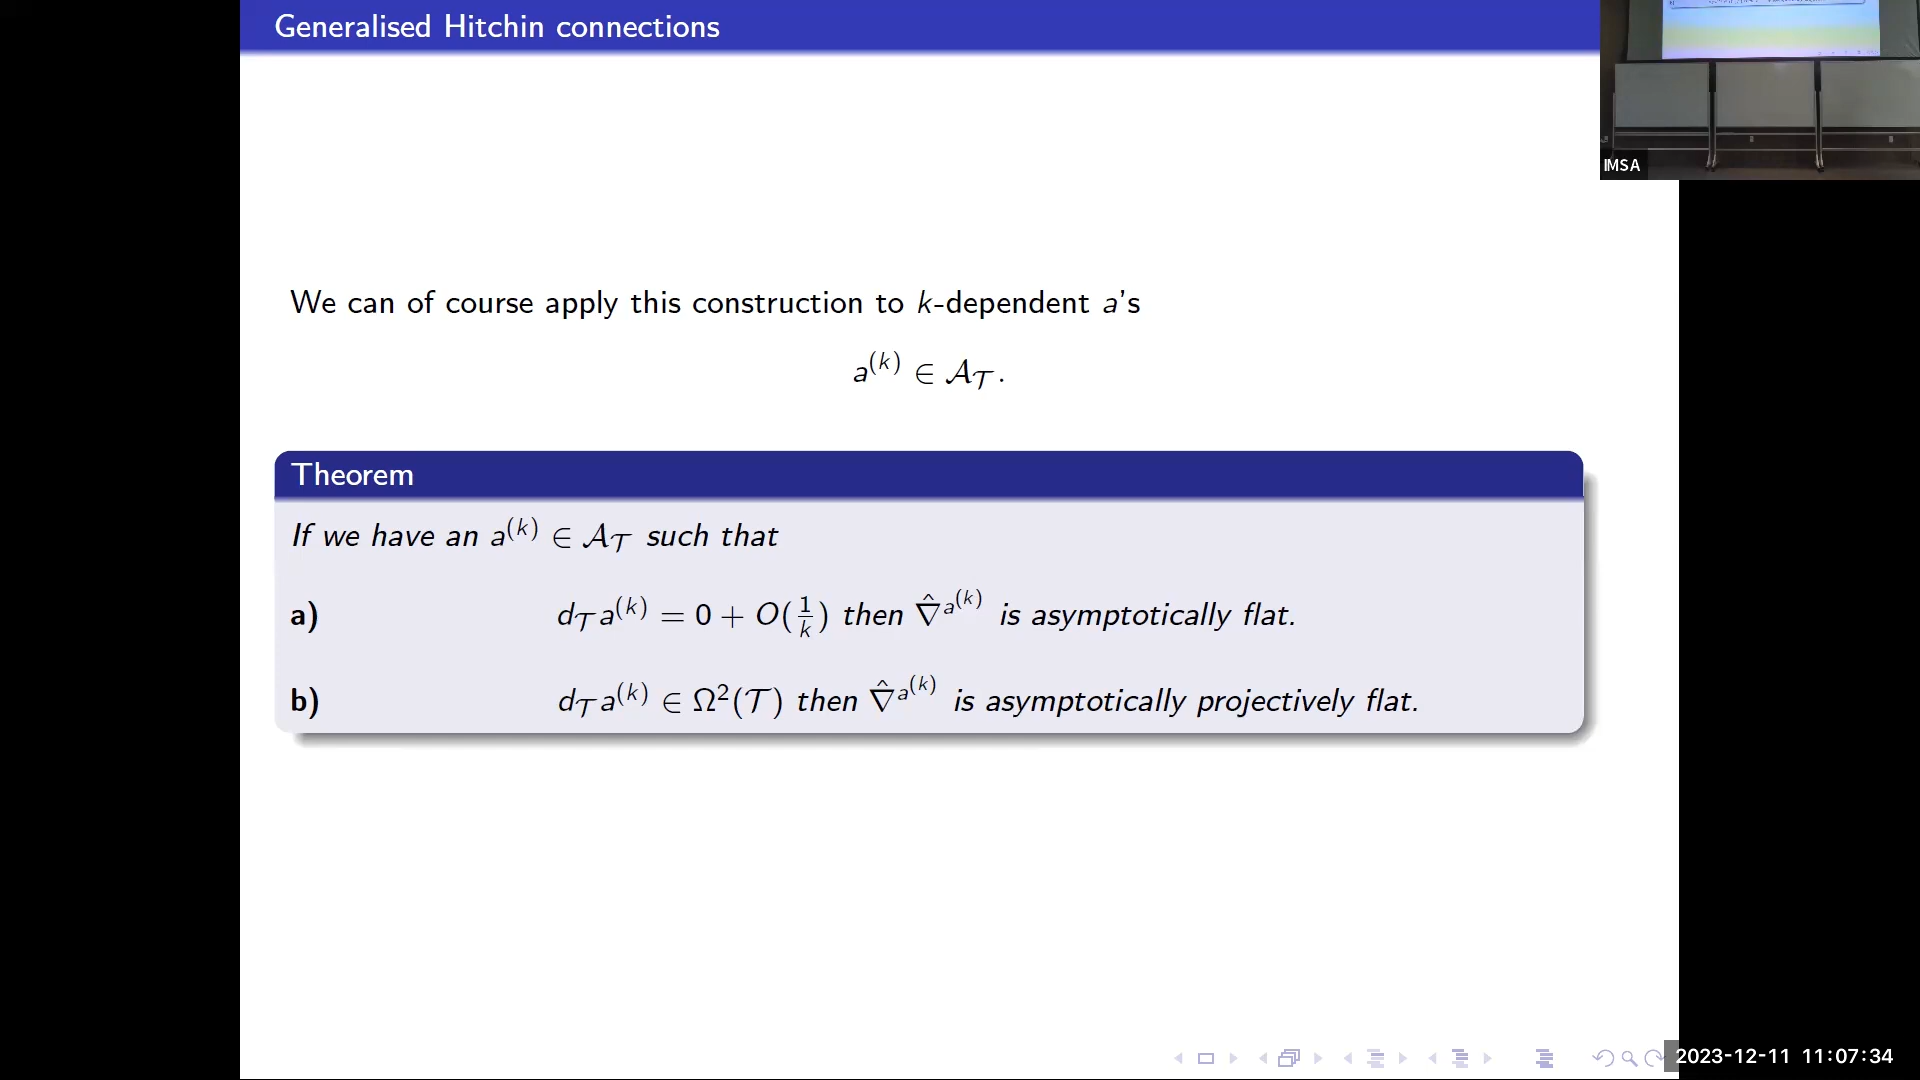 Generalised Hitchin connections
IMSA
We can of course apply this construction to k-dependent a's
a^{(k)} ∈ 𝒜_𝒯.
Theorem
If we have an a^{(k)} ∈ 𝒜_𝒯 such that
a) d_𝒯 a^{(k)} = 0 + O(1/k) then ∇̂^{a^{(k)}} is asymptotically flat.
b) d_𝒯 a^{(k)} ∈ Ω²(𝒯) then ∇̂^{a^{(k)}} is asymptotically projectively flat.
2023-12-11 11:07:34